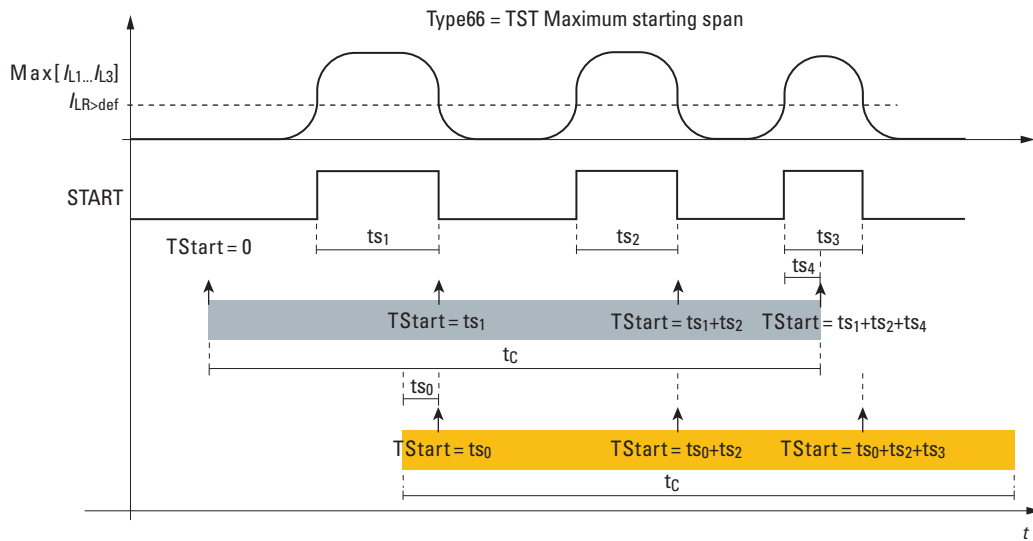 Type66 = TST Maximum starting span
Max[IL1...IL3]
ILR>def
START
ts1
ts2
ts3
TStart = 0
ts4
TStart = ts1
TStart = ts1+ts2
TStart = ts1+ts2+ts4
tC
ts0
TStart = ts0
TStart = ts0+ts2
TStart = ts0+ts2+ts3
tC
t